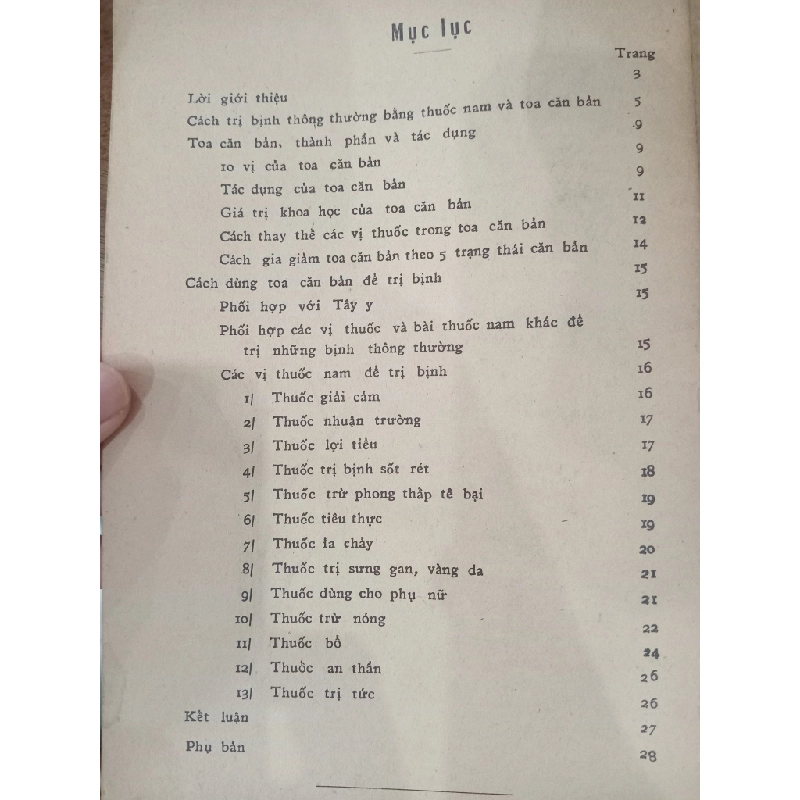 Mục lục
Trang
Lời giới thiệu 3
Cách trị bịnh thông thường bằng thuốc nam và toa căn bản 5
Toa căn bản, thành phần và tác dụng 9
10 vị của toa căn bản 9
Tác dụng của toa căn bản 9
Giá trị khoa học của toa căn bản 11
Cách thay thế các vị thuốc trong toa căn bản 12
Cách gia giảm toa căn bản theo 5 trạng thái căn bản 14
Cách dùng toa căn bản để trị bịnh 15
Phối hợp với Tây y 15
Phối hợp các vị thuốc và bài thuốc nam khác để
trị những bịnh thông thường 15
Các vị thuốc nam để trị bịnh 16
1/ Thuốc giải cảm 16
2/ Thuốc nhuận trường 17
3/ Thuốc lợi tiểu 17
4/ Thuốc trị bịnh sốt rét 18
5/ Thuốc trừ phong thấp tê bại 19
6/ Thuốc tiêu thực 19
7/ Thuốc ỉa chảy 20
8/ Thuốc trị sưng gan, vàng da 21
9/ Thuốc dùng cho phụ nữ 21
10/ Thuốc trừ nóng 22
11/ Thuốc bổ 24
12/ Thuốc an thần 26
13/ Thuốc trị tức 26
Kết luận 27
Phụ bản 28